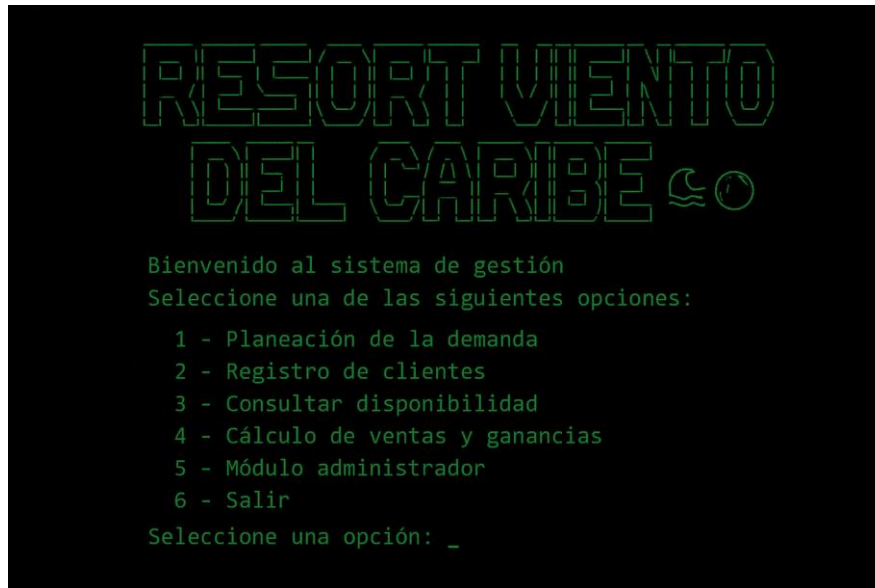 RESORT VIENTO
DEL CARIBE
Bienvenido al sistema de gestión
Seleccione una de las siguientes opciones:
1 - Planeación de la demanda
2 - Registro de clientes
3 - Consultar disponibilidad
4 - Cálculo de ventas y ganancias
5 - Módulo administrador
6 - Salir
Seleccione una opción: _